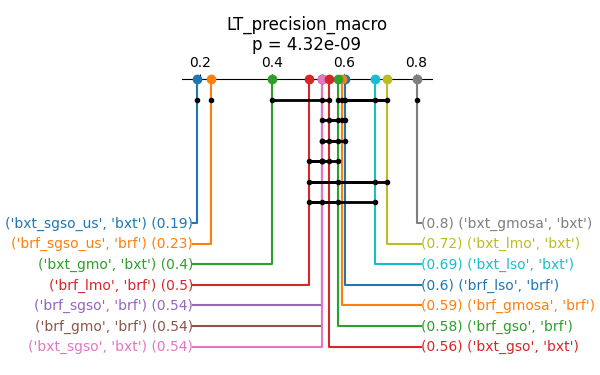 LT_precision_macro
p = 4.32e-09
0.2 0.4 0.6 0.8
('bxt_sgso_us', 'bxt') (0.19) (0.8) ('bxt_gmosa', 'bxt')
('brf_sgso_us', 'brf') (0.23) (0.72) ('bxt_lmo', 'bxt')
('bxt_gmo', 'bxt') (0.4) (0.69) ('bxt_lso', 'bxt')
('brf_lmo', 'brf') (0.5) (0.6) ('brf_lso', 'brf')
('brf_sgso', 'brf') (0.54) (0.59) ('brf_gmosa', 'brf')
('brf_gmo', 'brf') (0.54) (0.58) ('brf_gso', 'brf')
('bxt_sgso', 'bxt') (0.54) (0.56) ('bxt_gso', 'bxt')